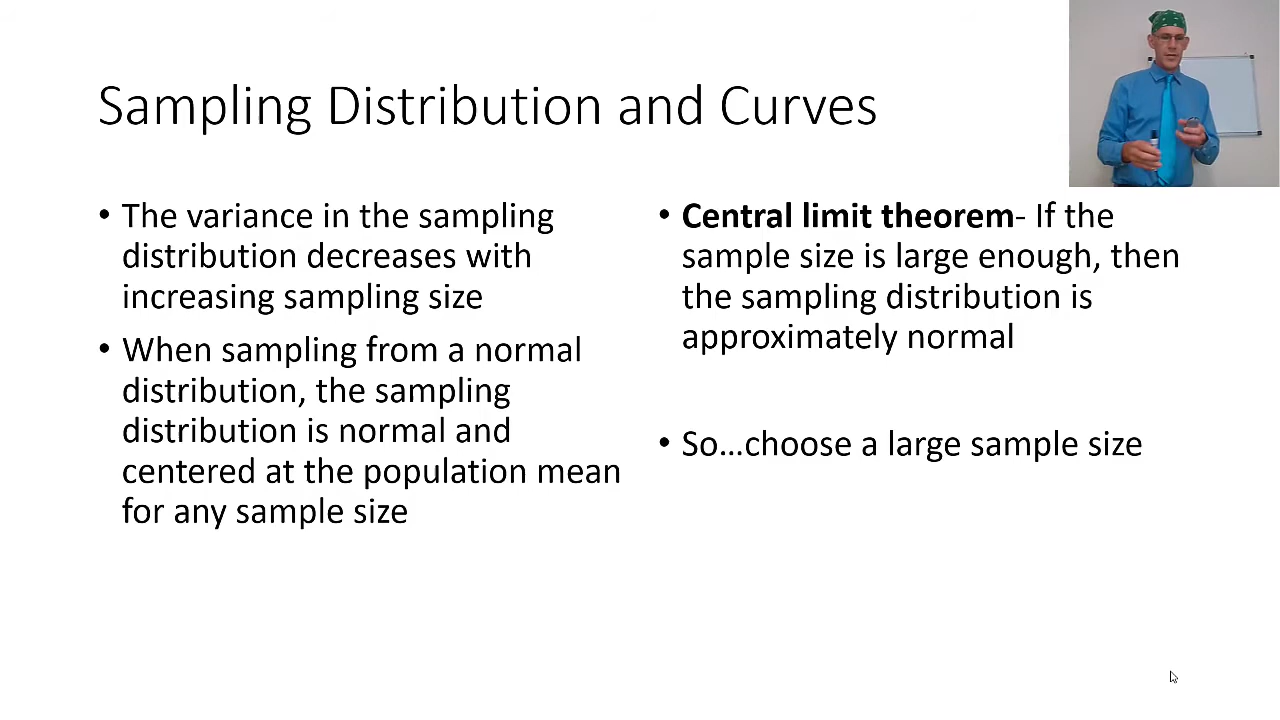 Sampling Distribution and Curves
• The variance in the sampling
distribution decreases with
increasing sampling size
• When sampling from a normal
distribution, the sampling
distribution is normal and
centered at the population mean
for any sample size
• Central limit theorem- If the
sample size is large enough, then
the sampling distribution is
approximately normal
• So…choose a large sample size